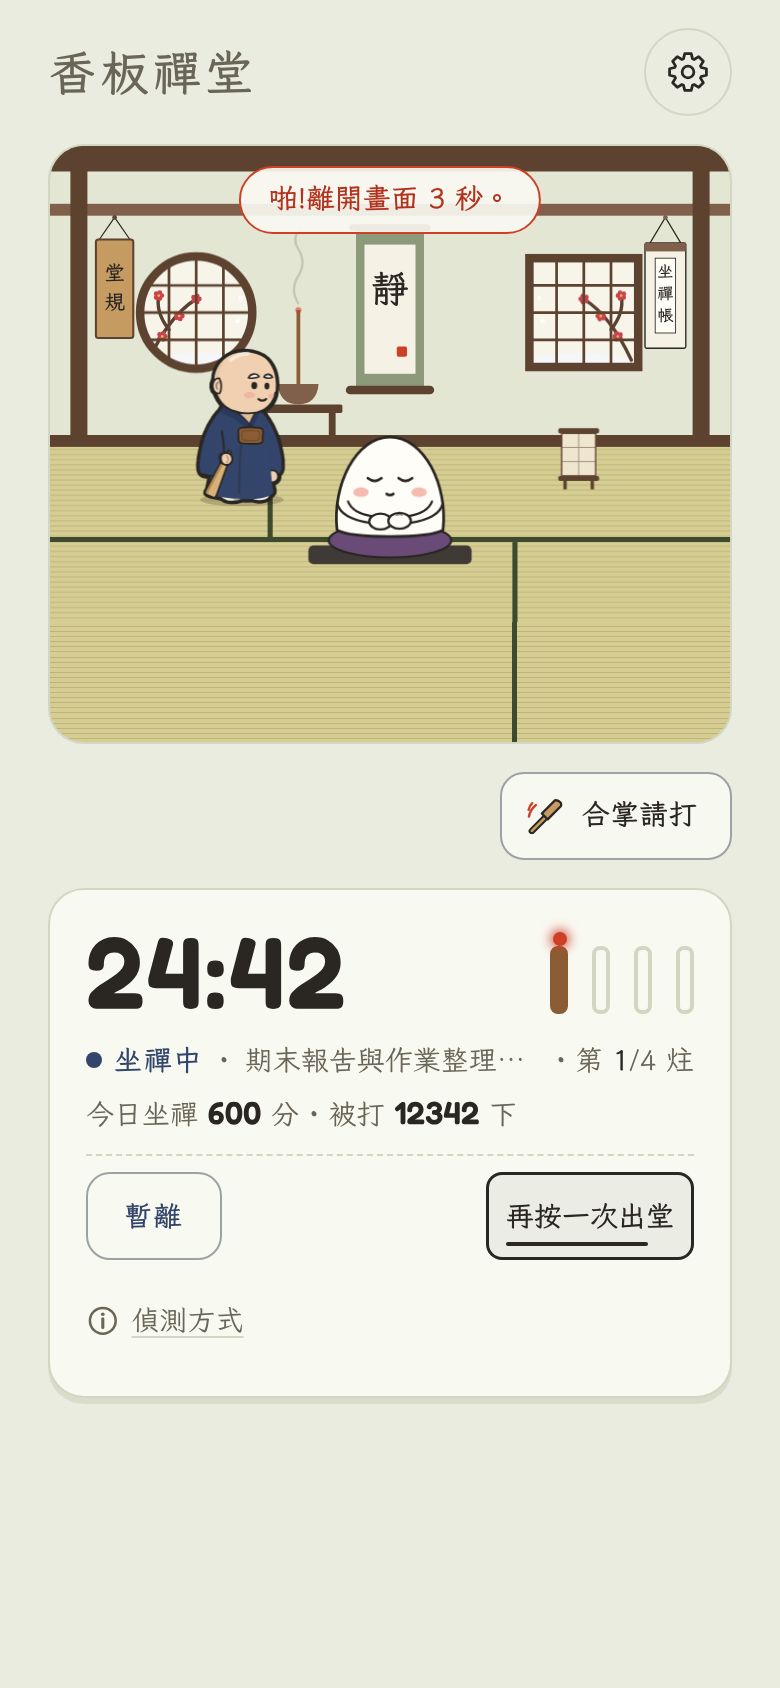 香板禪堂
啪!離開畫面 3 秒。
堂規
靜
坐禪帳
合掌請打
24:42
坐禪中 · 期末報告與作業整理… · 第 1/4 炷
今日坐禪 600 分 · 被打 12342 下
暫離
再按一次出堂
偵測方式